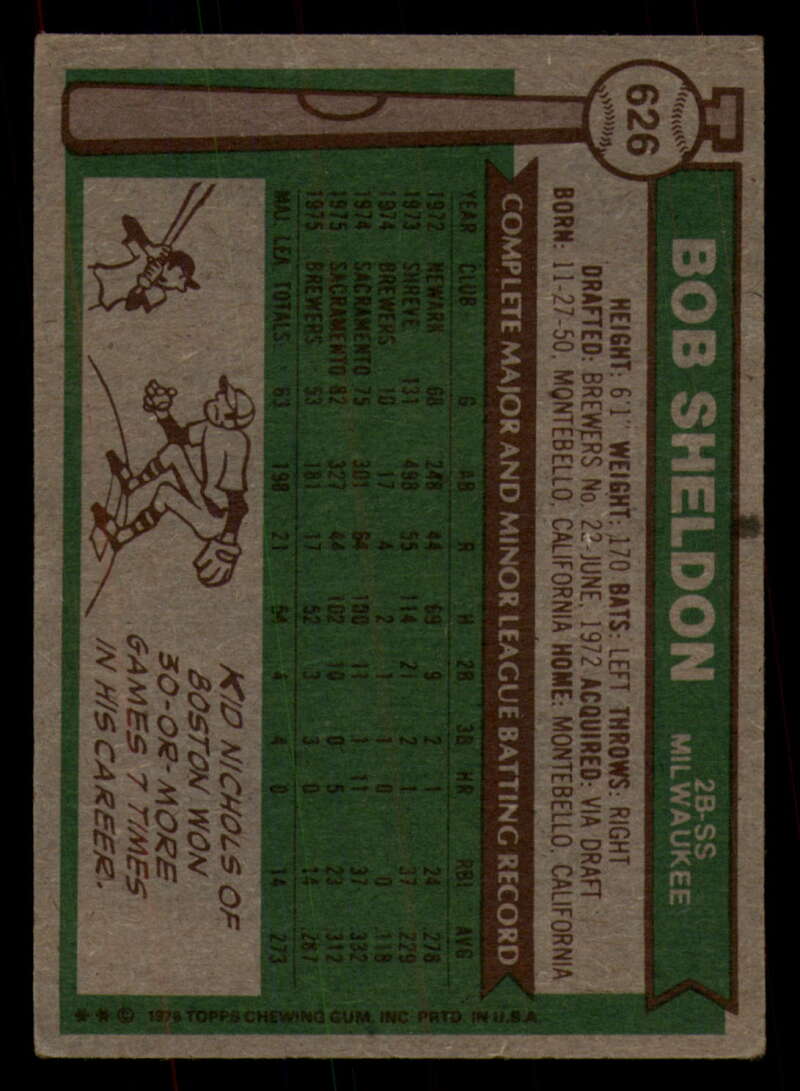 626
BOB SHELDON
2B-SS
MILWAUKEE
HEIGHT: 6'1" WEIGHT: 170 BATS: LEFT THROWS: RIGHT
DRAFTED: BREWERS No. 22-JUNE, 1972 ACQUIRED: VIA DRAFT
BORN: 11-27-50, MONTEBELLO, CALIFORNIA HOME: MONTEBELLO, CALIFORNIA
COMPLETE MAJOR AND MINOR LEAGUE BATTING RECORD
YEAR CLUB G AB R H 2B 3B HR RBI AVG
1972 NEWARK 68 248 44 69 9 2 1 24 .278
1973 SHREVE. 131 498 55 114 21 2 1 37 .229
1974 BREWERS 10 17 4 2 1 1 0 0 .118
1974 SACRAMENTO 75 301 64 100 11 1 11 37 .332
1975 SACRAMENTO 82 327 44 102 10 0 5 23 .312
1975 BREWERS 53 181 17 52 3 3 0 14 .287
MAJ. LEA. TOTALS 63 198 21 54 4 4 0 14 .273
KID NICHOLS OF
BOSTON WON
30-OR-MORE
GAMES 7 TIMES
IN HIS CAREER.
* * © 1976 TOPPS CHEWING GUM, INC. PRTD. IN U.S.A.